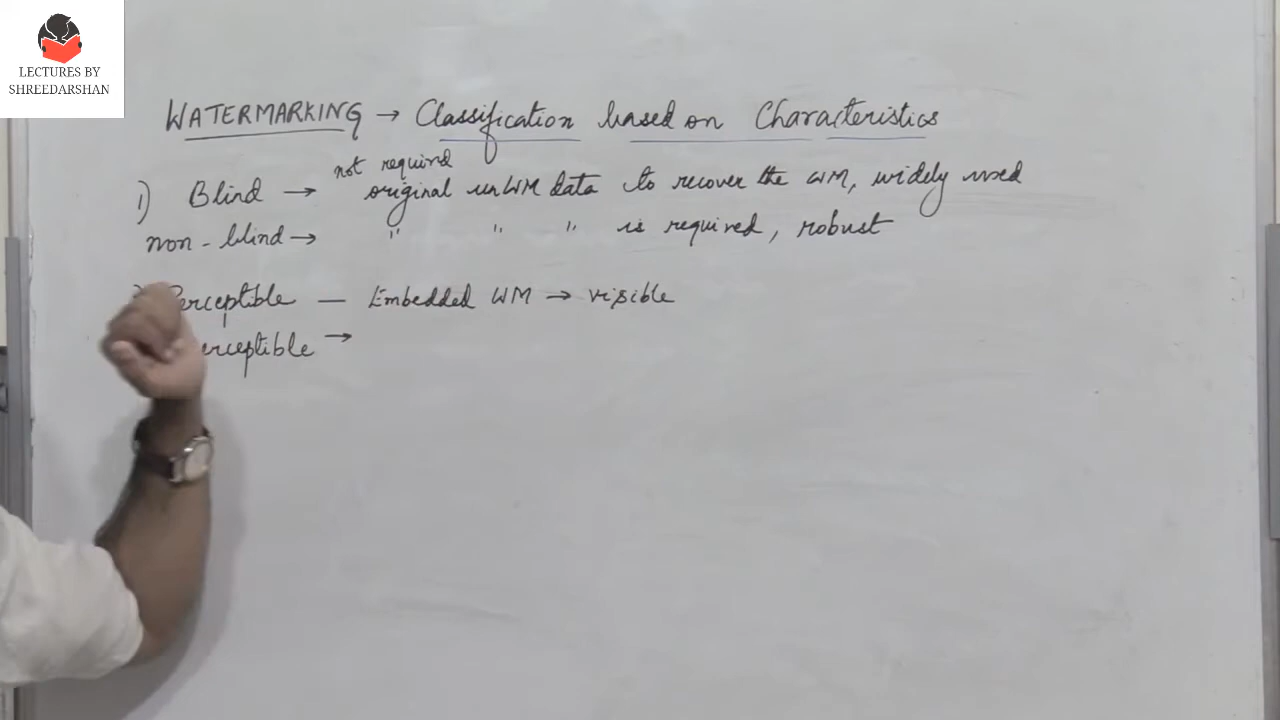 LECTURES BY
SHREEDARSHAN
WATERMARKING → Classification based on Characteristics
not required
1) Blind → original unWM data to recover the WM, widely used
non-blind → " " " is required, robust
Perceptible — Embedded WM → visible
erceptible →